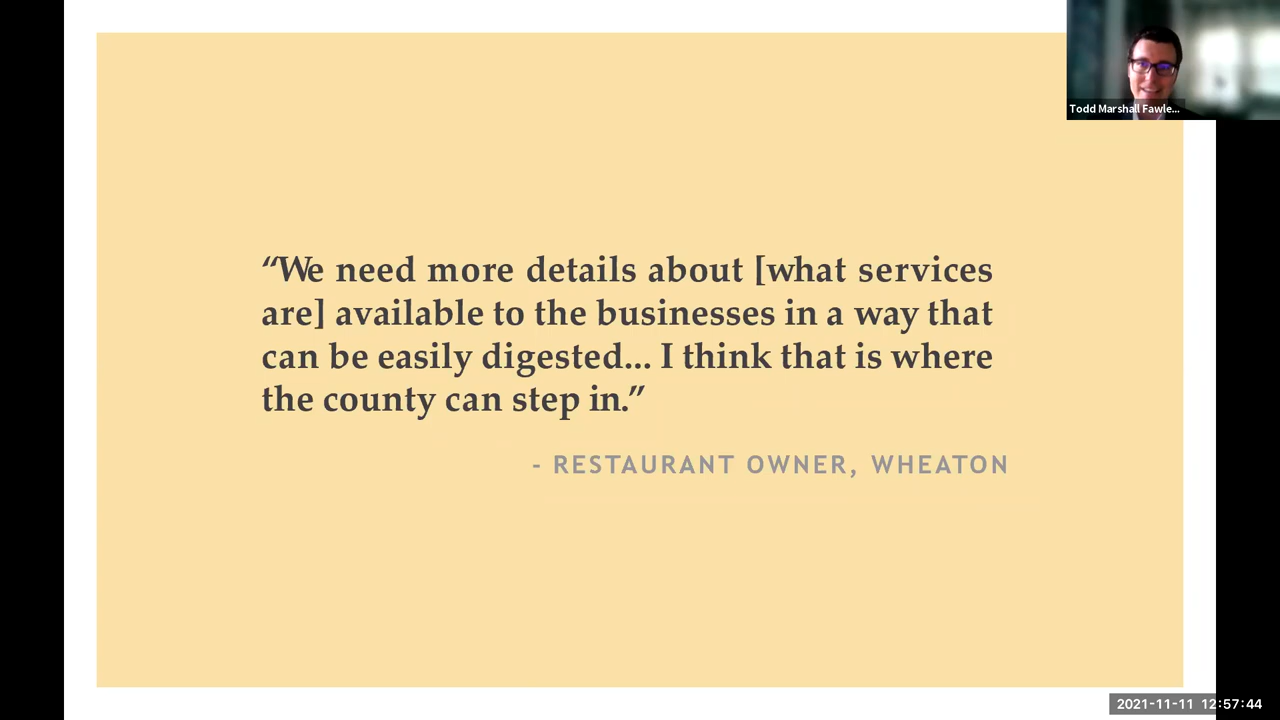 Todd Marshall Fawle...
“We need more details about [what services
are] available to the businesses in a way that
can be easily digested... I think that is where
the county can step in.”
- RESTAURANT OWNER, WHEATON
2021-11-11 12:57:44